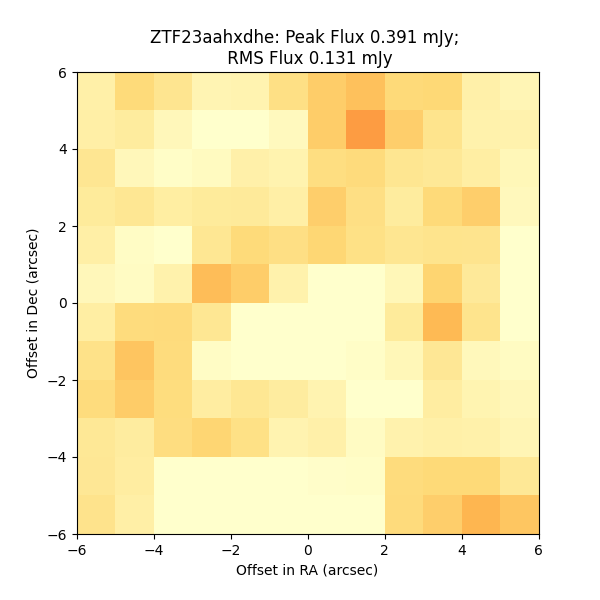 ZTF23aahxdhe: Peak Flux 0.391 mJy;
RMS Flux 0.131 mJy
6
4
2
0
−2
−4
−6
Offset in Dec (arcsec)
−6 −4 −2 0 2 4 6
Offset in RA (arcsec)